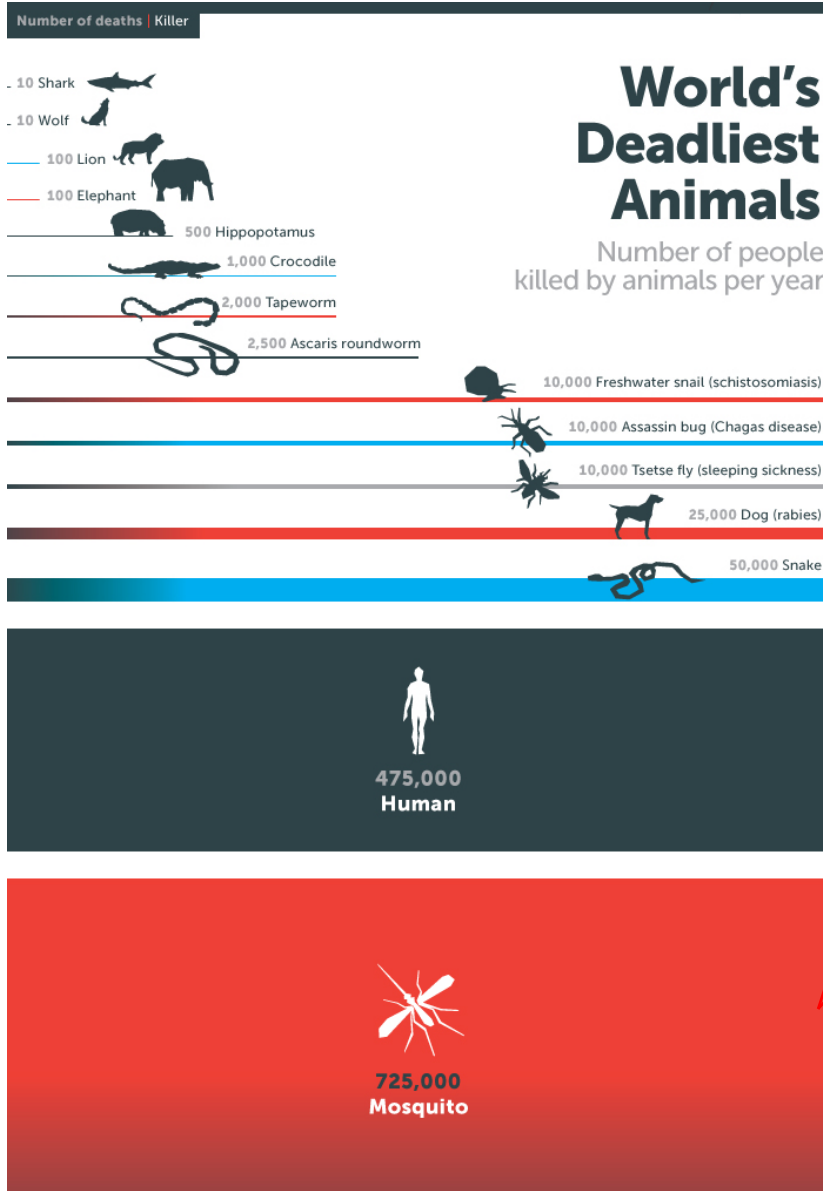 Number of deaths | Killer
World's
Deadliest
Animals
Number of people
killed by animals per year
10 Shark
10 Wolf
100 Lion
100 Elephant
500 Hippopotamus
1,000 Crocodile
2,000 Tapeworm
2,500 Ascaris roundworm
10,000 Freshwater snail (schistosomiasis)
10,000 Assassin bug (Chagas disease)
10,000 Tsetse fly (sleeping sickness)
25,000 Dog (rabies)
50,000 Snake
475,000
Human
725,000
Mosquito